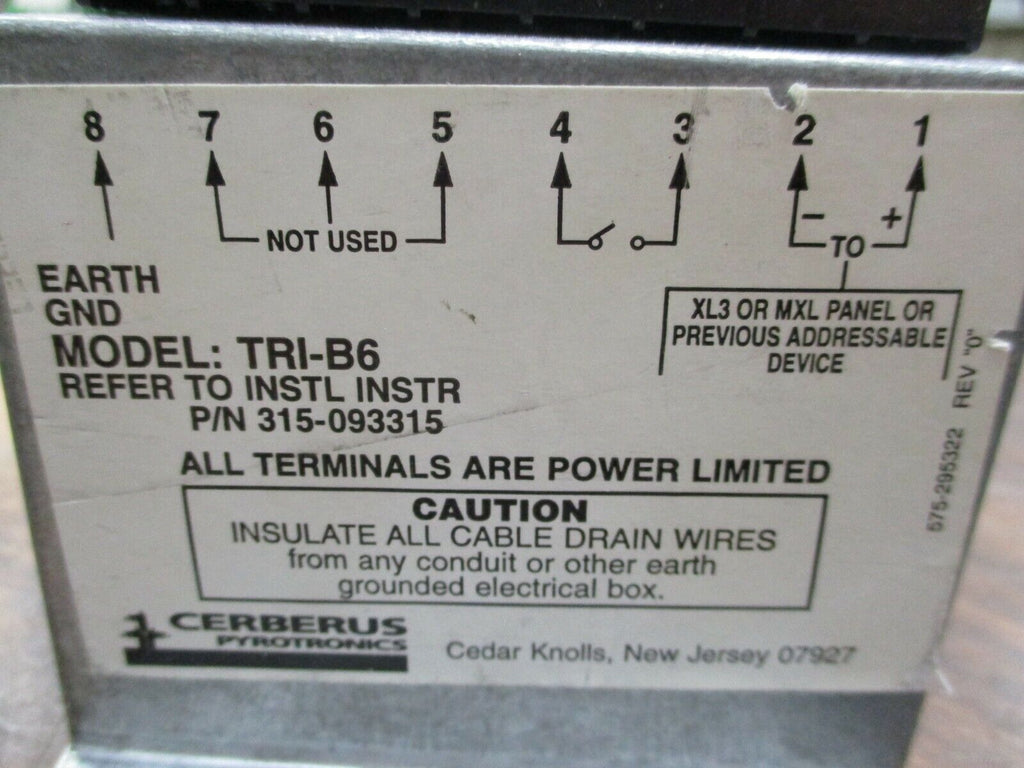 8 7 6 5 4 3 2 1
NOT USED
- +
TO
EARTH
GND
XL3 OR MXL PANEL OR
PREVIOUS ADDRESSABLE
DEVICE
MODEL: TRI-B6
REFER TO INSTL INSTR
P/N 315-093315
ALL TERMINALS ARE POWER LIMITED
CAUTION
INSULATE ALL CABLE DRAIN WIRES
from any conduit or other earth
grounded electrical box.
CERBERUS
PYROTRONICS
Cedar Knolls, New Jersey 07927
575-295322 REV "0"